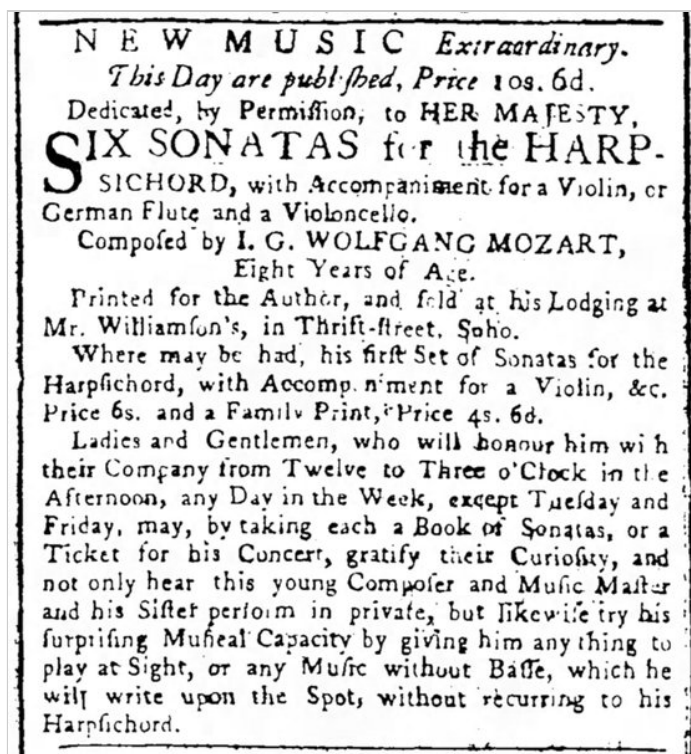 NEW MUSIC Extraordinary.
This Day are publiſhed, Price 10s. 6d.
Dedicated, by Permiſſion, to HER MAJESTY,
SIX SONATAS for the HARP-
SICHORD, with Accompaniment for a Violin, or
German Flute and a Violoncello.
Compoſed by I. G. WOLFGANG MOZART,
Eight Years of Age.
Printed for the Author, and ſold at his Lodging at
Mr. Williamſon's, in Thrift-ſtreet, Soho.
Where may be had, his firſt Set of Sonatas for the
Harpſichord, with Accompaniment for a Violin, &c.
Price 6s. and a Family Print, Price 4s. 6d.
Ladies and Gentlemen, who will honour him with
their Company from Twelve to Three o'Clock in the
Afternoon, any Day in the Week, except Tueſday and
Friday, may, by taking each a Book of Sonatas, or a
Ticket for his Concert, gratify their Curioſity, and
not only hear this young Compoſer and Muſic Maſter
and his Siſter perform in private, but likewiſe try his
ſurpriſing Muſical Capacity by giving him any thing to
play at Sight, or any Muſic without Baſſe, which he
will write upon the Spot, without recurring to his
Harpſichord.